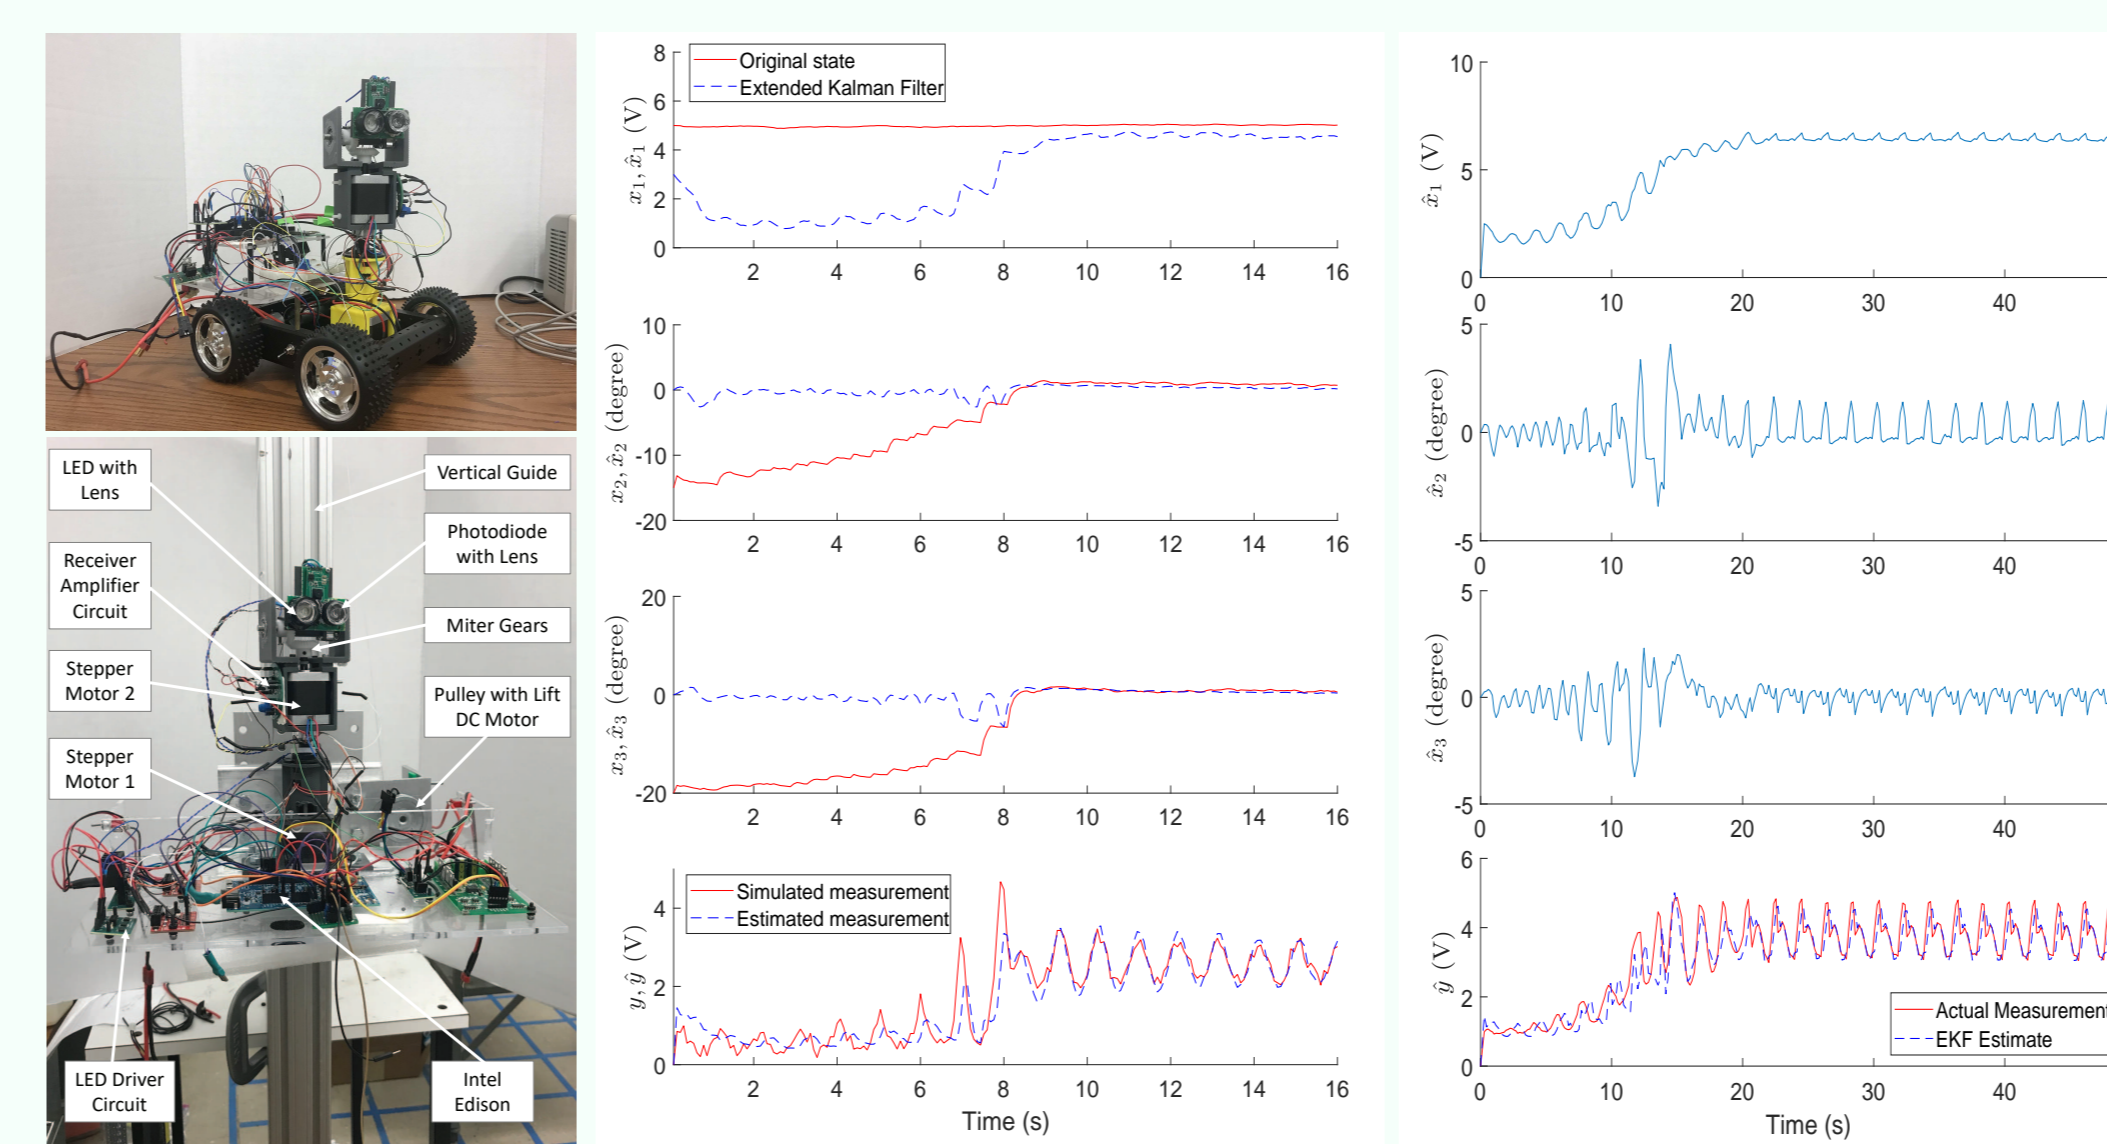 LED with
Lens
Receiver
Amplifier
Circuit
Stepper
Motor 2
Stepper
Motor 1
LED Driver
Circuit
Vertical Guide
Photodiode
with Lens
Miter Gears
Pulley with Lift
DC Motor
Intel
Edison
Original state
Extended Kalman Filter
x₁, x̂₁ (V)
8
6
4
2
0
2 4 6 8 10 12 14 16
x₂, x̂₂ (degree)
10
0
-10
-20
2 4 6 8 10 12 14 16
x₃, x̂₃ (degree)
20
0
-20
2 4 6 8 10 12 14 16
Simulated measurement
Estimated measurement
y, ŷ (V)
4
2
0
2 4 6 8 10 12 14 16
Time (s)
x̂₁ (V)
10
5
0
0 10 20 30 40
x̂₂ (degree)
5
0
-5
0 10 20 30 40
x̂₃ (degree)
5
0
-5
0 10 20 30 40
ŷ (V)
6
4
2
0
Actual Measurement
EKF Estimate
0 10 20 30 40
Time (s)